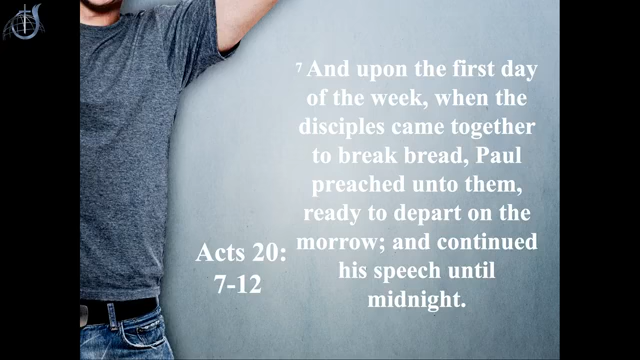 7 And upon the first day
of the week, when the
disciples came together
to break bread, Paul
preached unto them,
ready to depart on the
morrow; and continued
his speech until
midnight.
Acts 20:
7-12